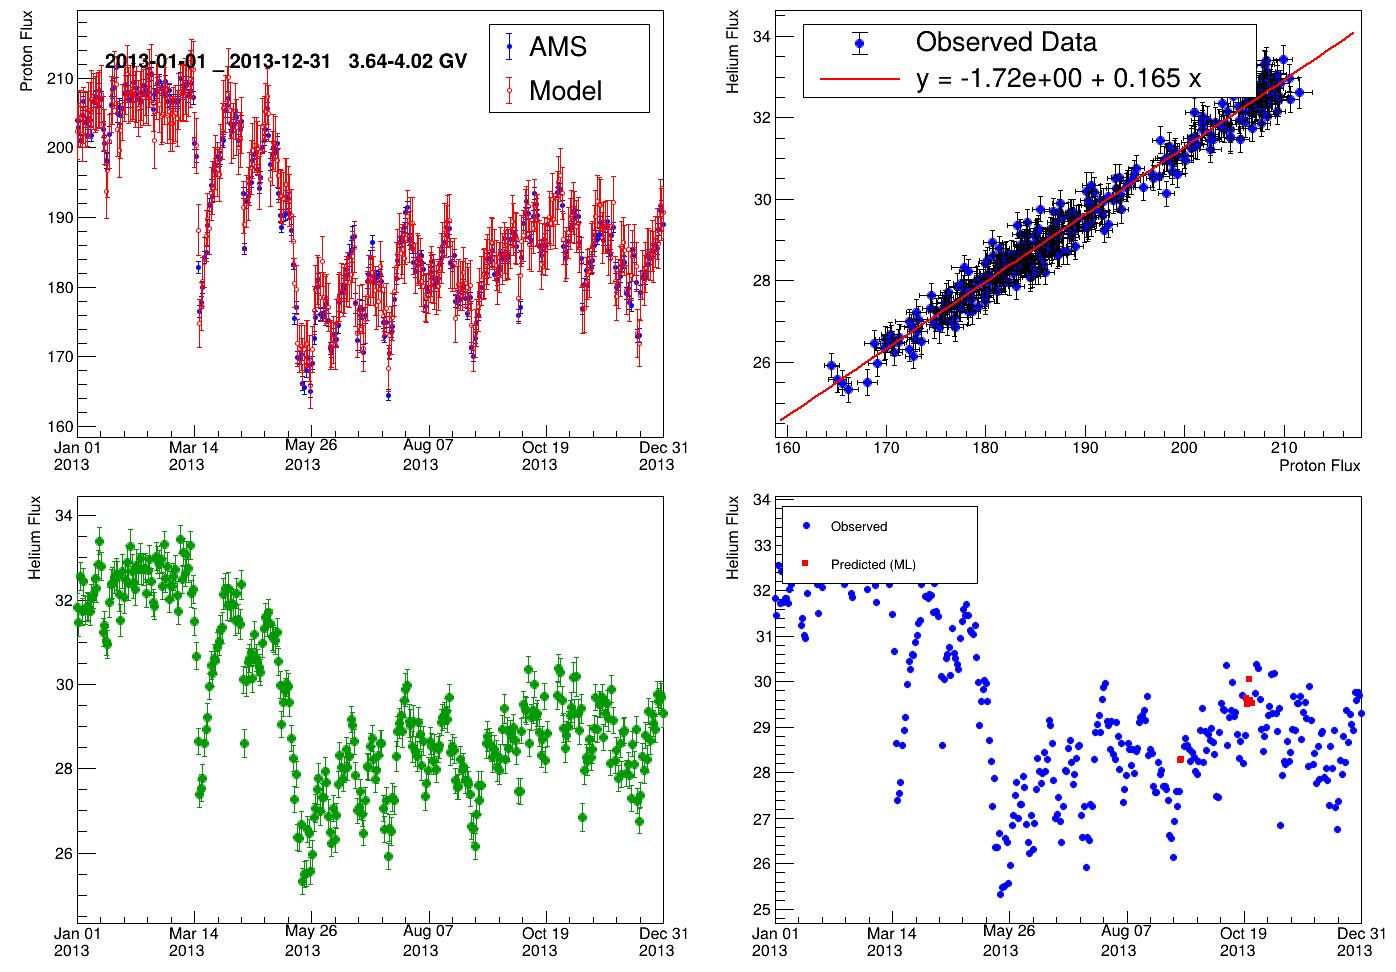 Proton Flux
2013-01-01 _ 2013-12-31 3.64-4.02 GV
AMS
Model
210
200
190
180
170
160
Jan 01
2013
Mar 14
2013
May 26
2013
Aug 07
2013
Oct 19
2013
Dec 31
2013
Helium Flux
Observed Data
y = -1.72e+00 + 0.165 x
34
32
30
28
26
160
170
180
190
200
210
Proton Flux
Helium Flux
34
32
30
28
26
Jan 01
2013
Mar 14
2013
May 26
2013
Aug 07
2013
Oct 19
2013
Dec 31
2013
Helium Flux
Observed
Predicted (ML)
34
33
32
31
30
29
28
27
26
25
Jan 01
2013
Mar 14
2013
May 26
2013
Aug 07
2013
Oct 19
2013
Dec 31
2013